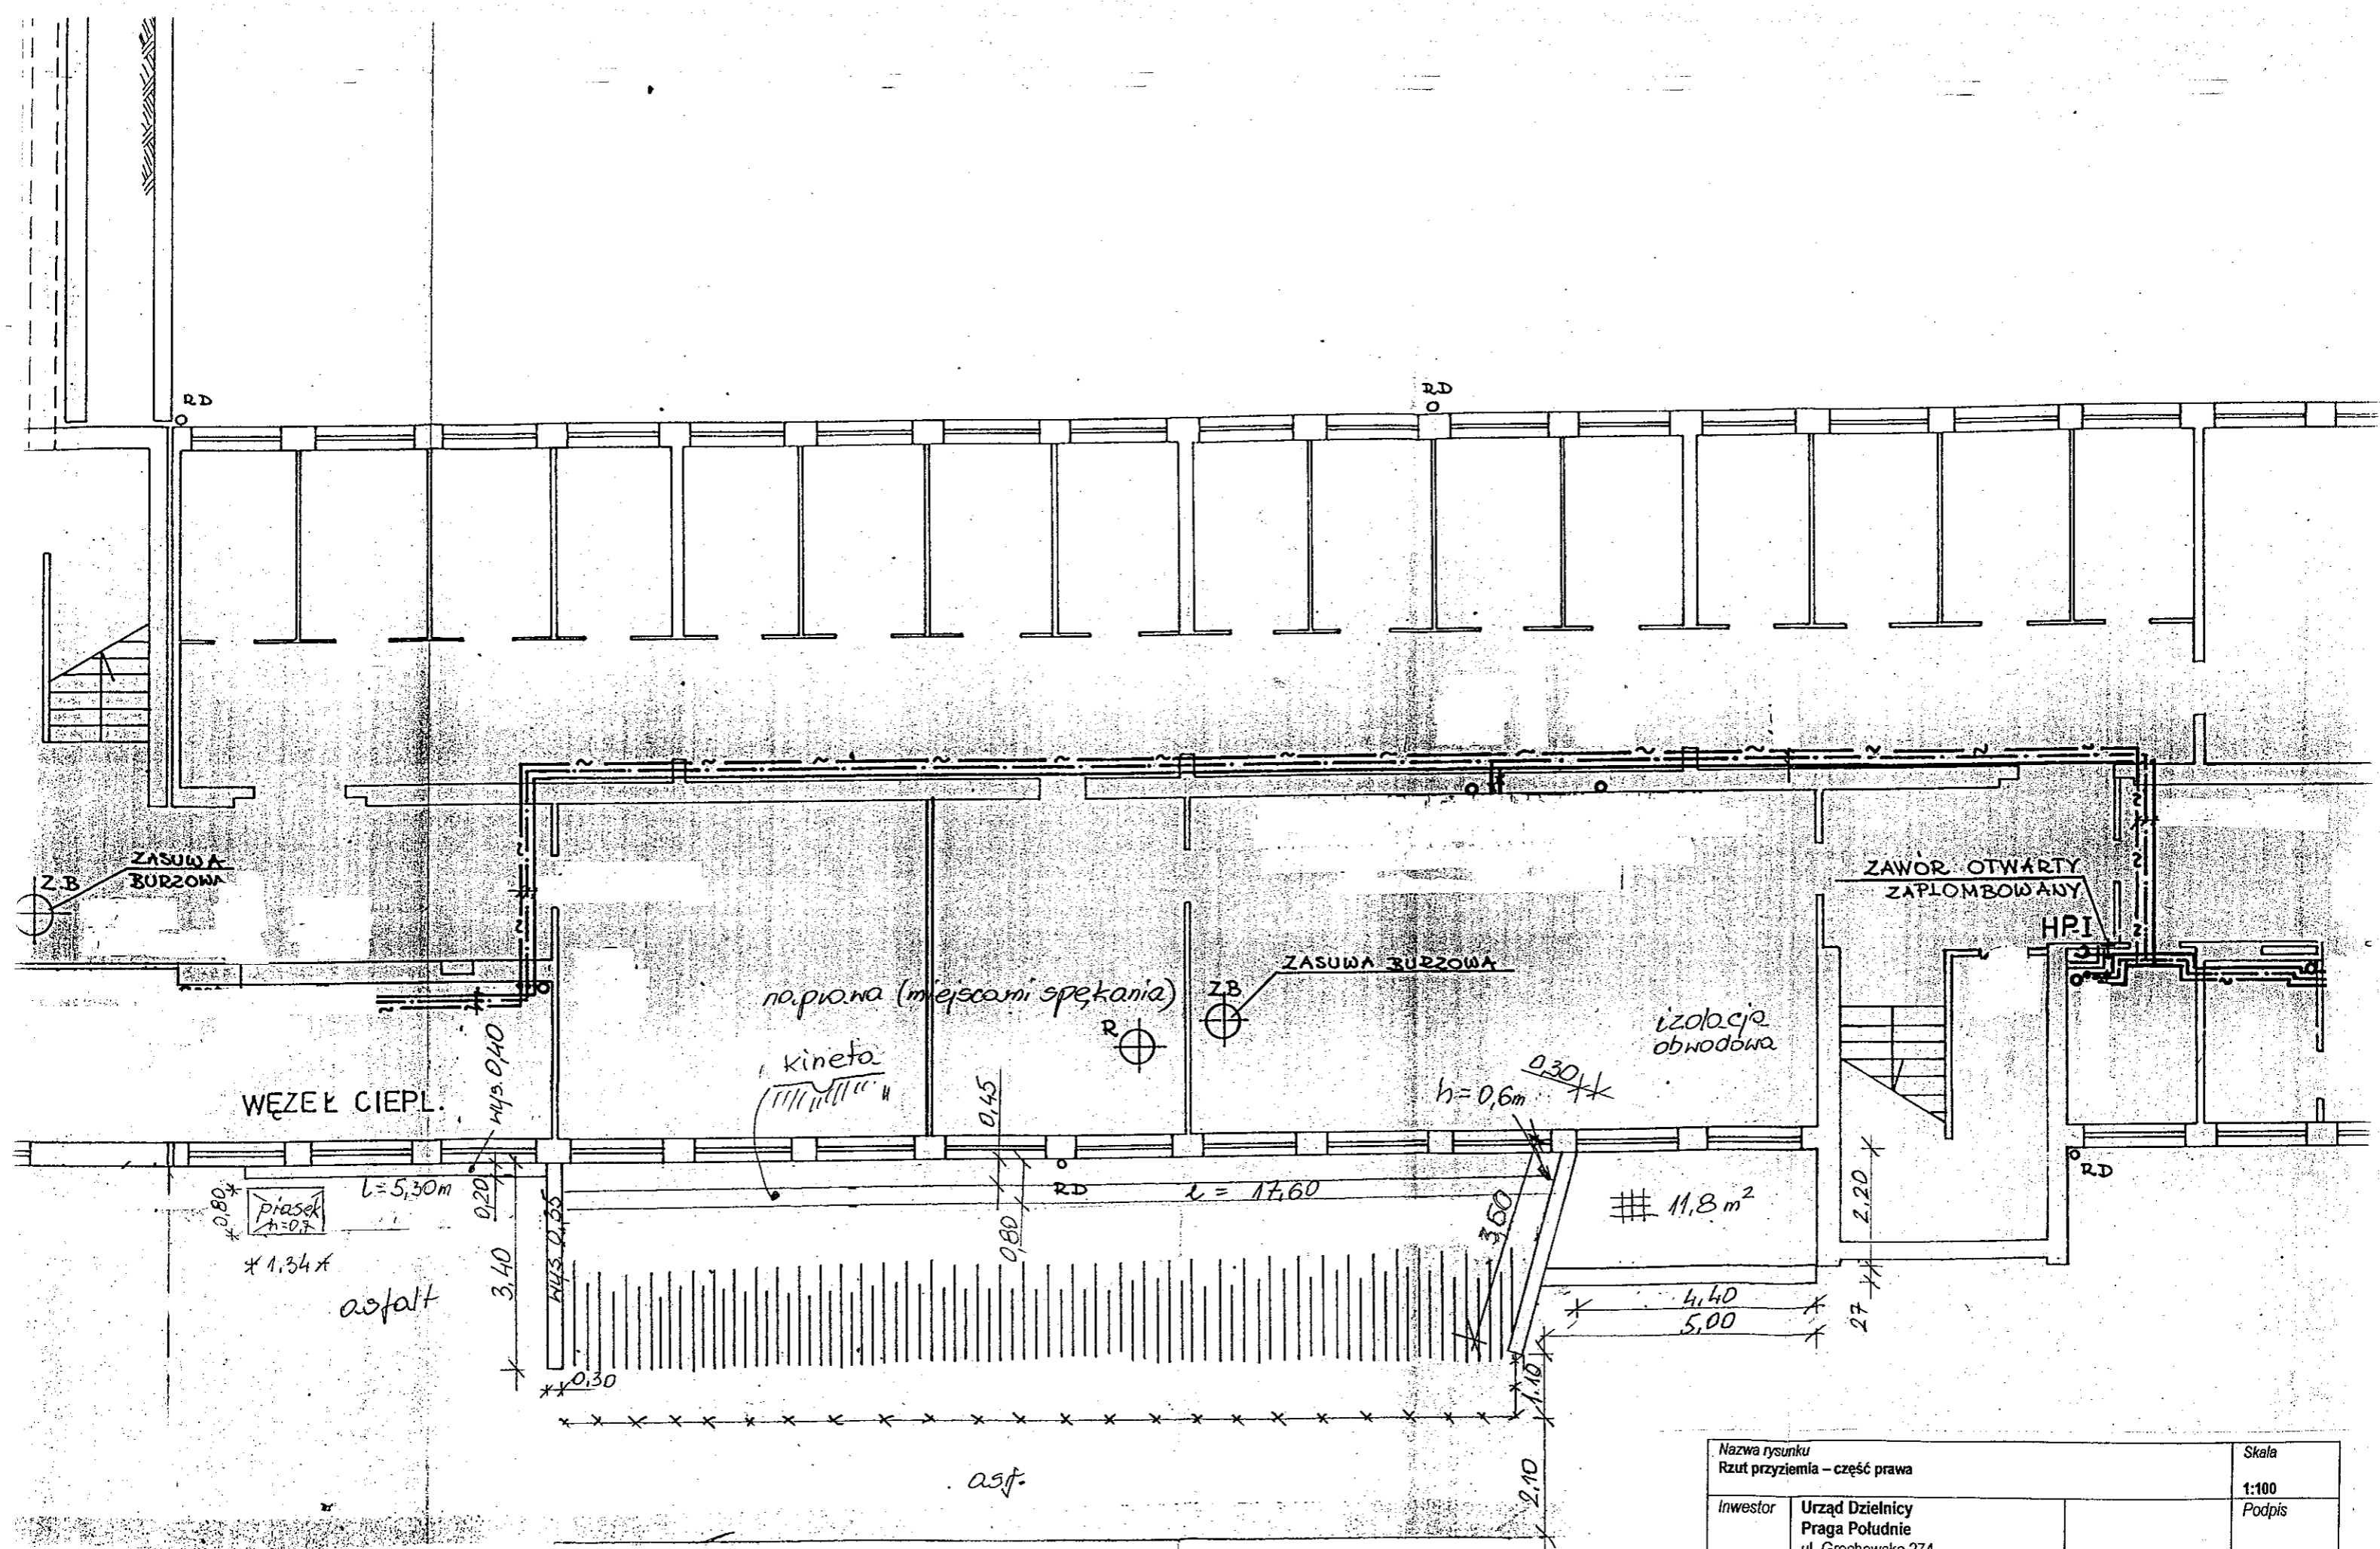 RD
RD
ZASUWA
BURZOWA
Z.B
ZAWÓR OTWARTY
ZAPLOMBOWANY
HP.I
ZASUWA BURZOWA
Z.B
naprawa (miejscami spękania)
R
izolacja
obwodowa
kineta
0,30
h=0,6m
0,45
WĘZEŁ CIEPL.
wys. 0,40
l=5,30m
0,20
0,80
piasek
1,34
asfalt
3,40
wys. 0,35
RD
l = 17,60
0,80
3,60
11,8 m²
2,20
RD
27
4,40
5,00
0,30
1,10
2,10
asf.
Nazwa rysunku
Rzut przyziemia – część prawa
Skala
1:100
Inwestor
Urząd Dzielnicy
Praga Południe
ul. Grochowska 274
Podpis